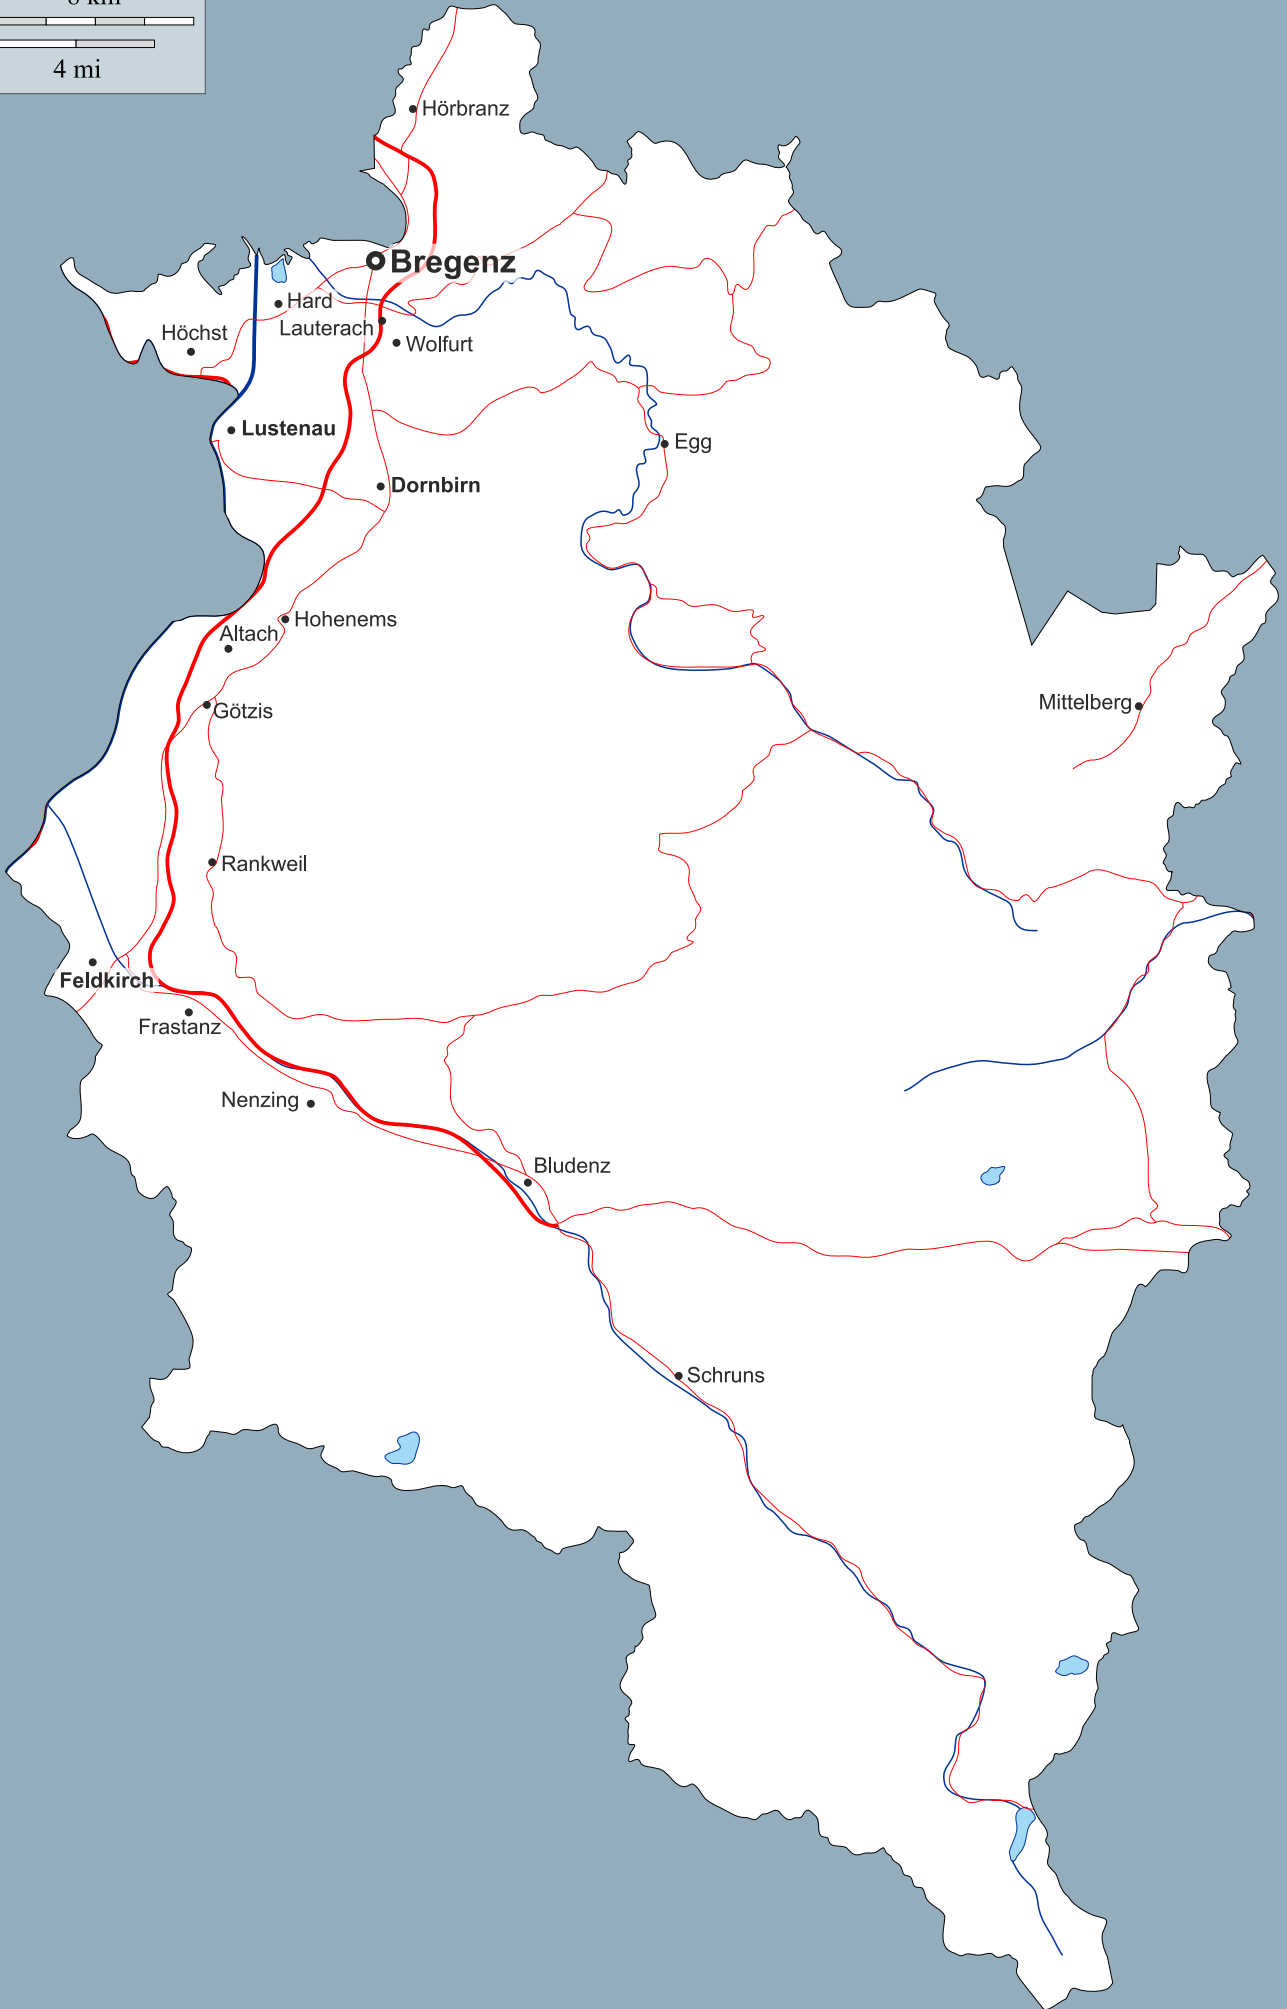 4 mi
Hörbranz
Bregenz
Hard
Lauterach
Höchst
Wolfurt
Lustenau
Egg
Dornbirn
Hohenems
Altach
Mittelberg
Götzis
Rankweil
Feldkirch
Frastanz
Nenzing
Bludenz
Schruns